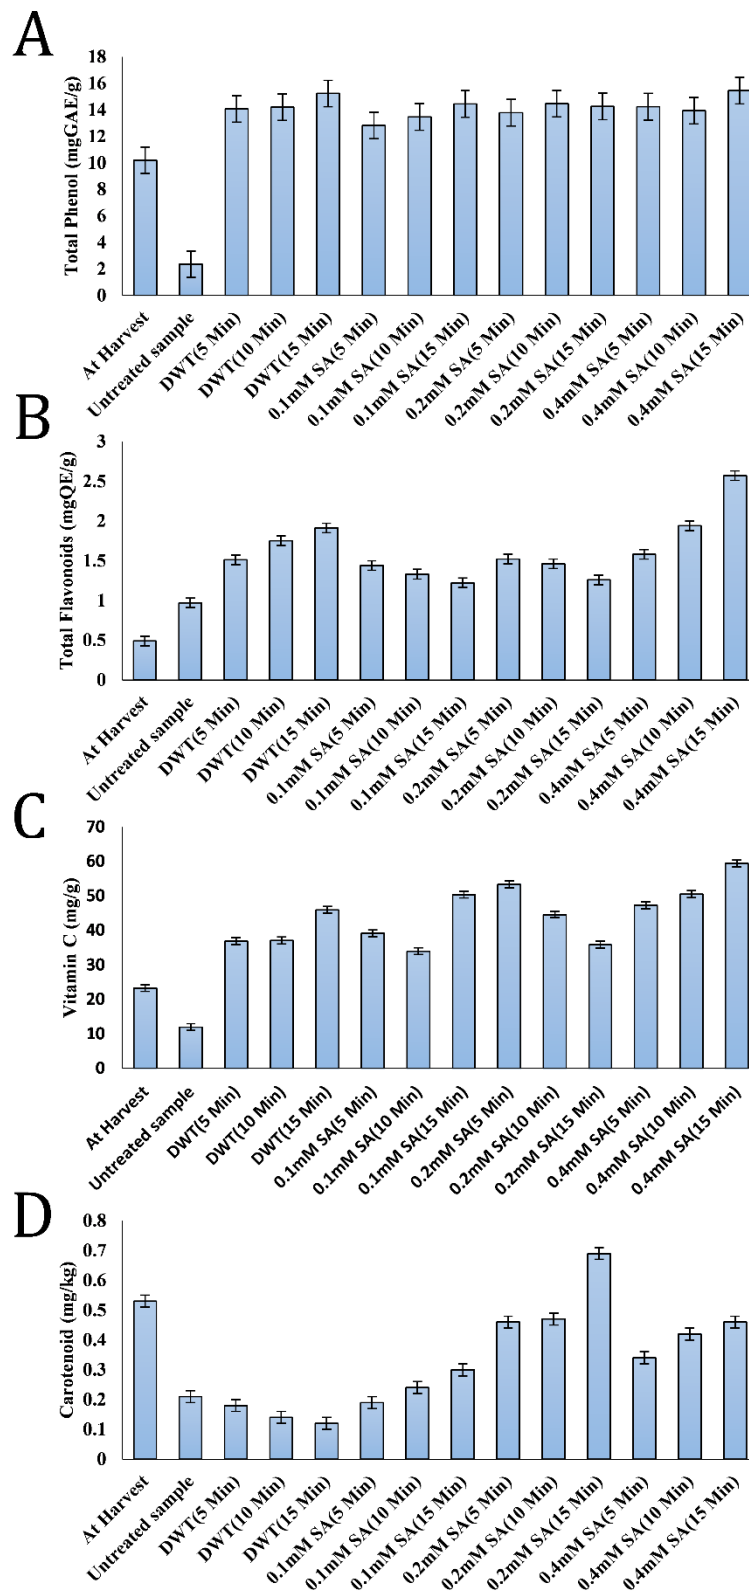 A
Total Phenol (mgGAE/g)
18
16
14
12
10
8
6
4
2
0
At Harvest
Untreated sample
DWT(5 Min)
DWT(10 Min)
DWT(15 Min)
0.1mM SA(5 Min)
0.1mM SA(10 Min)
0.1mM SA(15 Min)
0.2mM SA(5 Min)
0.2mM SA(10 Min)
0.2mM SA(15 Min)
0.4mM SA(5 Min)
0.4mM SA(10 Min)
0.4mM SA(15 Min)
B
Total Flavonoids (mgQE/g)
3
2.5
2
1.5
1
0.5
0
At Harvest
Untreated sample
DWT(5 Min)
DWT(10 Min)
DWT(15 Min)
0.1mM SA(5 Min)
0.1mM SA(10 Min)
0.1mM SA(15 Min)
0.2mM SA(5 Min)
0.2mM SA(10 Min)
0.2mM SA(15 Min)
0.4mM SA(5 Min)
0.4mM SA(10 Min)
0.4mM SA(15 Min)
C
Vitamin C (mg/g)
70
60
50
40
30
20
10
0
At Harvest
Untreated sample
DWT(5 Min)
DWT(10 Min)
DWT(15 Min)
0.1mM SA(5 Min)
0.1mM SA(10 Min)
0.1mM SA(15 Min)
0.2mM SA(5 Min)
0.2mM SA(10 Min)
0.2mM SA(15 Min)
0.4mM SA(5 Min)
0.4mM SA(10 Min)
0.4mM SA(15 Min)
D
Carotenoid (mg/kg)
0.8
0.7
0.6
0.5
0.4
0.3
0.2
0.1
0
At Harvest
Untreated sample
DWT(5 Min)
DWT(10 Min)
DWT(15 Min)
0.1mM SA(5 Min)
0.1mM SA(10 Min)
0.1mM SA(15 Min)
0.2mM SA(5 Min)
0.2mM SA(10 Min)
0.2mM SA(15 Min)
0.4mM SA(5 Min)
0.4mM SA(10 Min)
0.4mM SA(15 Min)